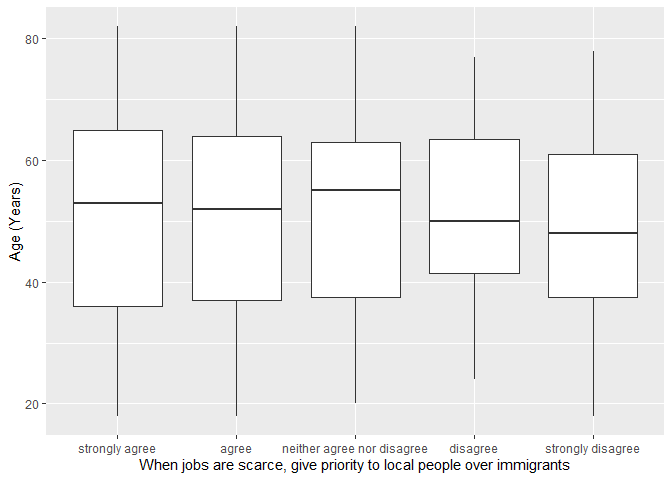 80
60
40
20
Age (Years)
strongly agree
agree
neither agree nor disagree
disagree
strongly disagree
When jobs are scarce, give priority to local people over immigrants